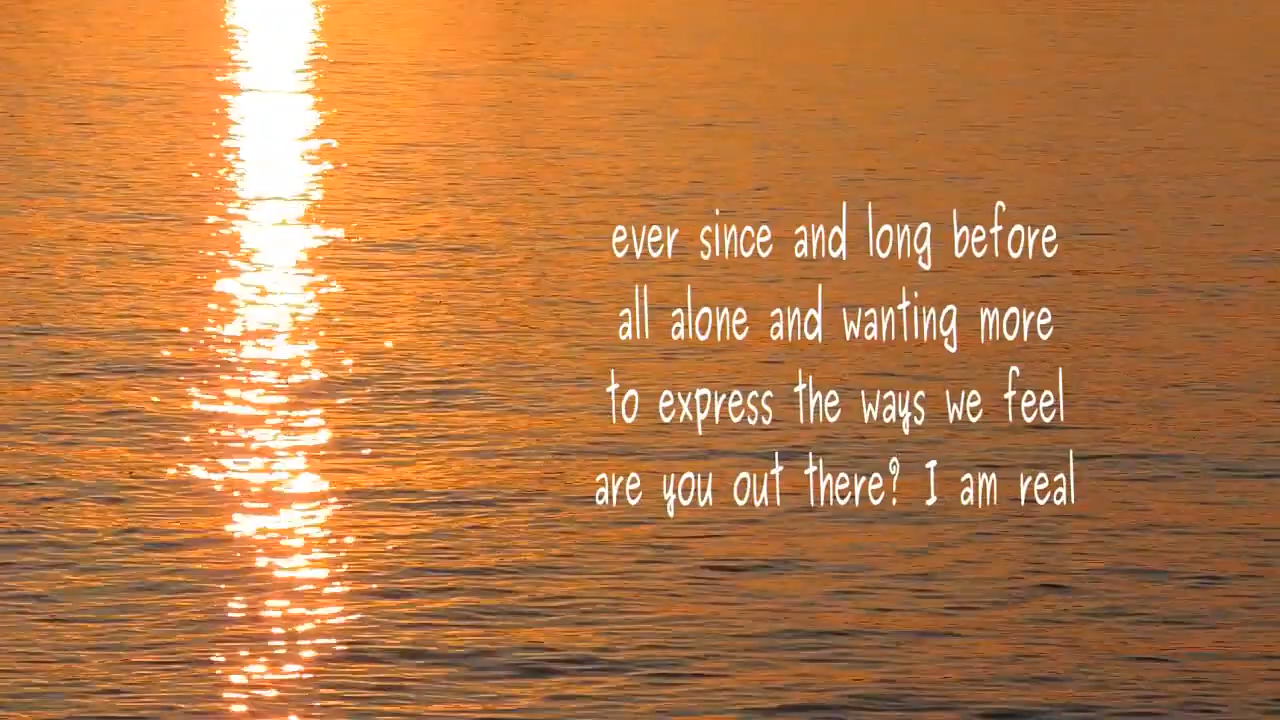 ever since and long before
all alone and wanting more
to express the ways we feel
are you out there? I am real